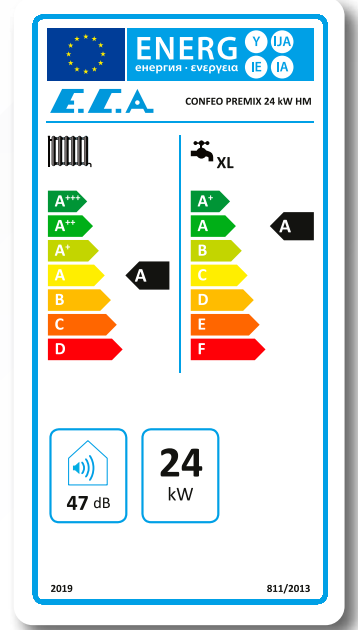 ENERG Y IJA
енергия · ενεργεια IE IA
E.C.A
CONFEO PREMIX 24 kW HM
XL
A+++
A++
A+
A
B
C
D
A
A+
A
B
C
D
E
F
A
47 dB
24
kW
2019
811/2013